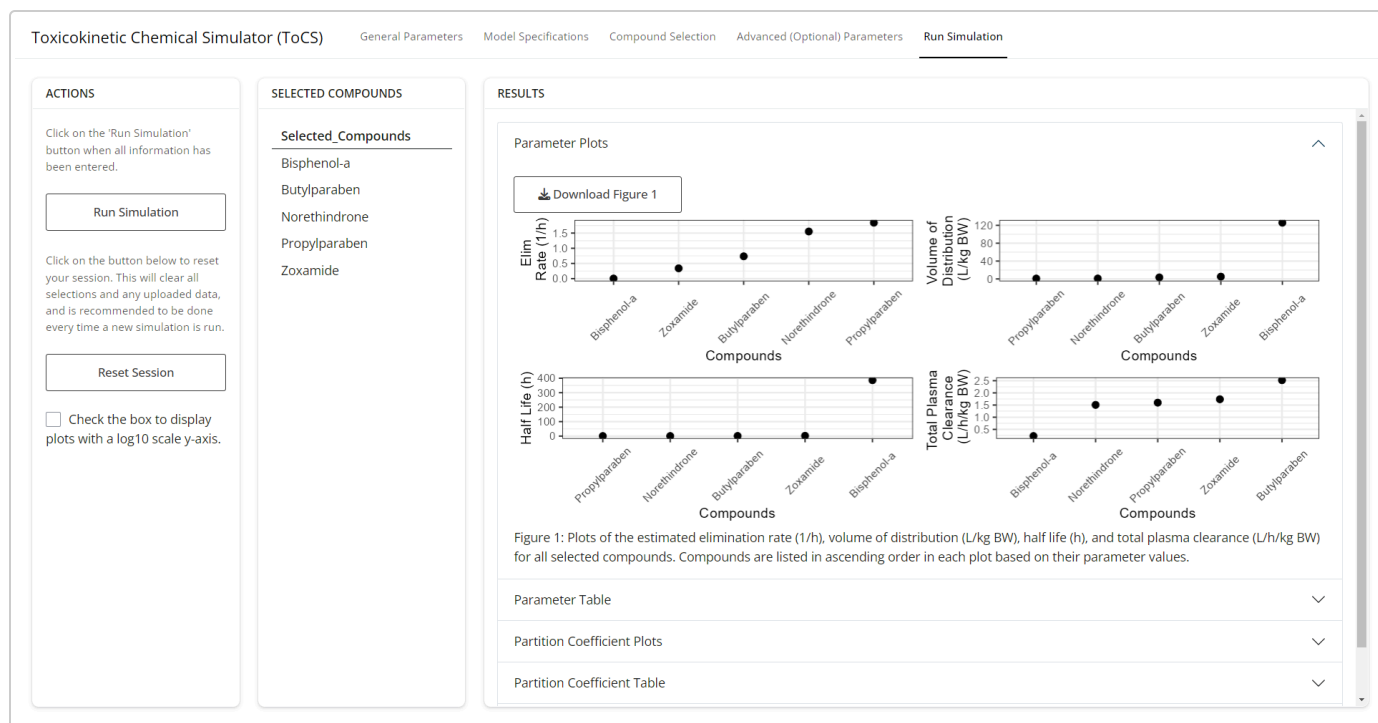 Toxicokinetic Chemical Simulator (ToCS)
General Parameters
Model Specifications
Compound Selection
Advanced (Optional) Parameters
Run Simulation
ACTIONS
Click on the 'Run Simulation'
button when all information has
been entered.
Run Simulation
Click on the button below to reset
your session. This will clear all
selections and any uploaded data,
and is recommended to be done
every time a new simulation is run.
Reset Session
Check the box to display
plots with a log10 scale y-axis.
SELECTED COMPOUNDS
Selected_Compounds
Bisphenol-a
Butylparaben
Norethindrone
Propylparaben
Zoxamide
RESULTS
Parameter Plots
Download Figure 1
Elim
Rate (1/h)
1.5
1.0
0.5
0.0
Bisphenol-a
Zoxamide
Butylparaben
Norethindrone
Propylparaben
Compounds
Volume of
Distribution
(L/kg BW)
120
80
40
0
Propylparaben
Norethindrone
Butylparaben
Zoxamide
Bisphenol-a
Compounds
Half Life (h)
400
300
200
100
0
Propylparaben
Norethindrone
Butylparaben
Zoxamide
Bisphenol-a
Compounds
Total Plasma
Clearance
(L/h/kg BW)
2.5
2.0
1.5
1.0
0.5
Bisphenol-a
Norethindrone
Propylparaben
Zoxamide
Butylparaben
Compounds
Figure 1: Plots of the estimated elimination rate (1/h), volume of distribution (L/kg BW), half life (h), and total plasma clearance (L/h/kg BW)
for all selected compounds. Compounds are listed in ascending order in each plot based on their parameter values.
Parameter Table
Partition Coefficient Plots
Partition Coefficient Table